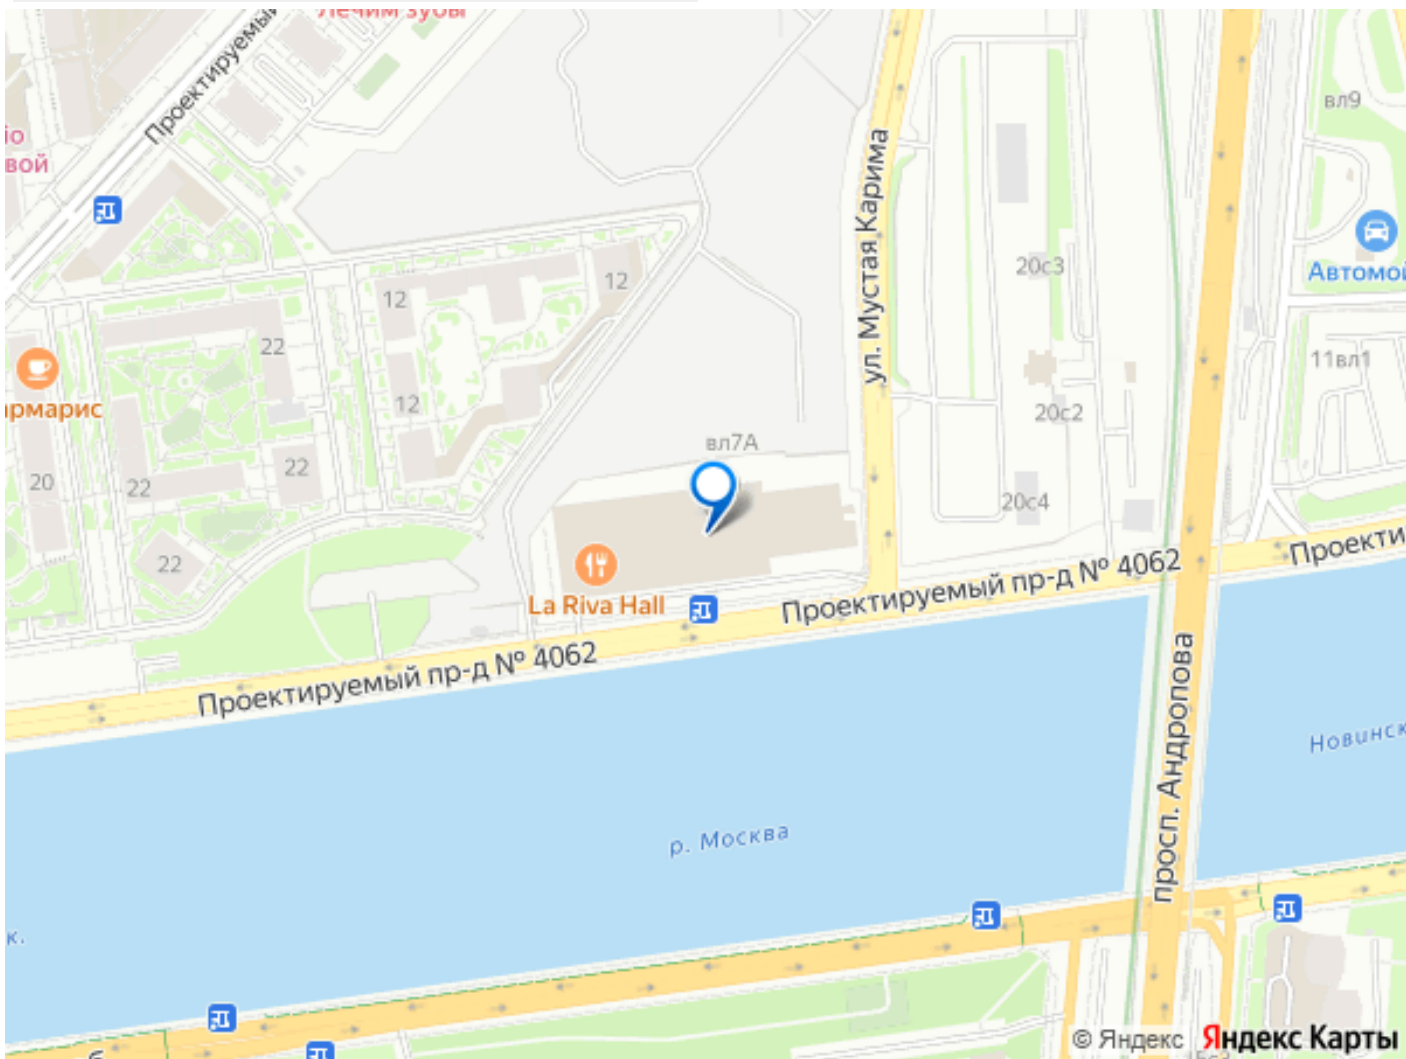 Лечим зубы
Проектируемый
вл9
вой
ул. Мустая Карима
20с3
Автомой
12
12
22
11вл1
12
20с2
вл7А
22
20
22
20с4
22
La Riva Hall
Проектируемый пр-д № 4062
Проекти
Проектируемый пр-д № 4062
просп. Андропова
Новинск
р. Москва
к.
© Яндекс Яндекс Карты